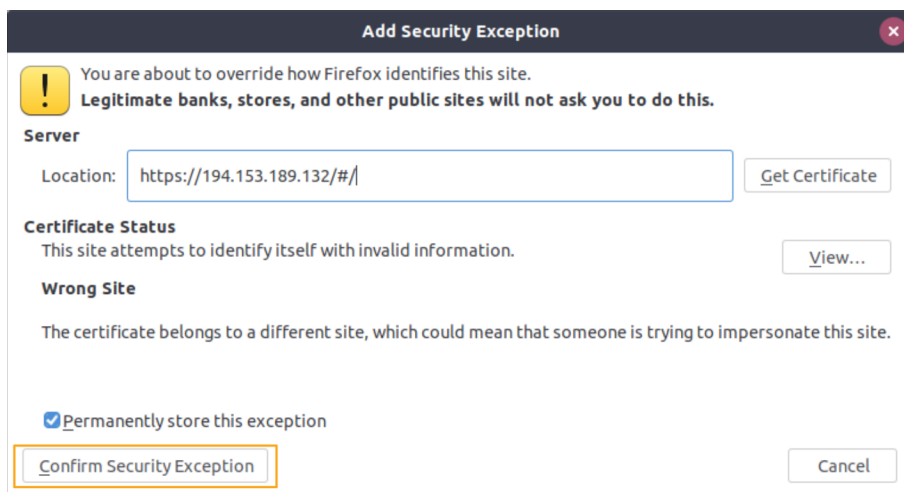 Add Security Exception
You are about to override how Firefox identifies this site.
Legitimate banks, stores, and other public sites will not ask you to do this.
Server
Location: https://194.153.189.132/#/ Get Certificate
Certificate Status
This site attempts to identify itself with invalid information.
View...
Wrong Site
The certificate belongs to a different site, which could mean that someone is trying to impersonate this site.
Permanently store this exception
Confirm Security Exception Cancel